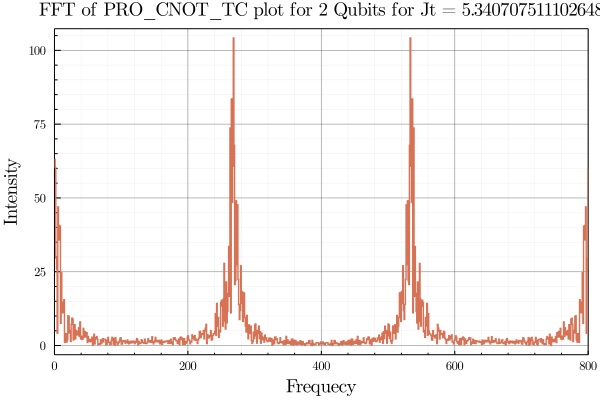 FFT of PRO_CNOT_TC plot for 2 Qubits for Jt = 5.340707511102648
100
75
50
25
0
Intensity
0 200 400 600 800
Frequecy